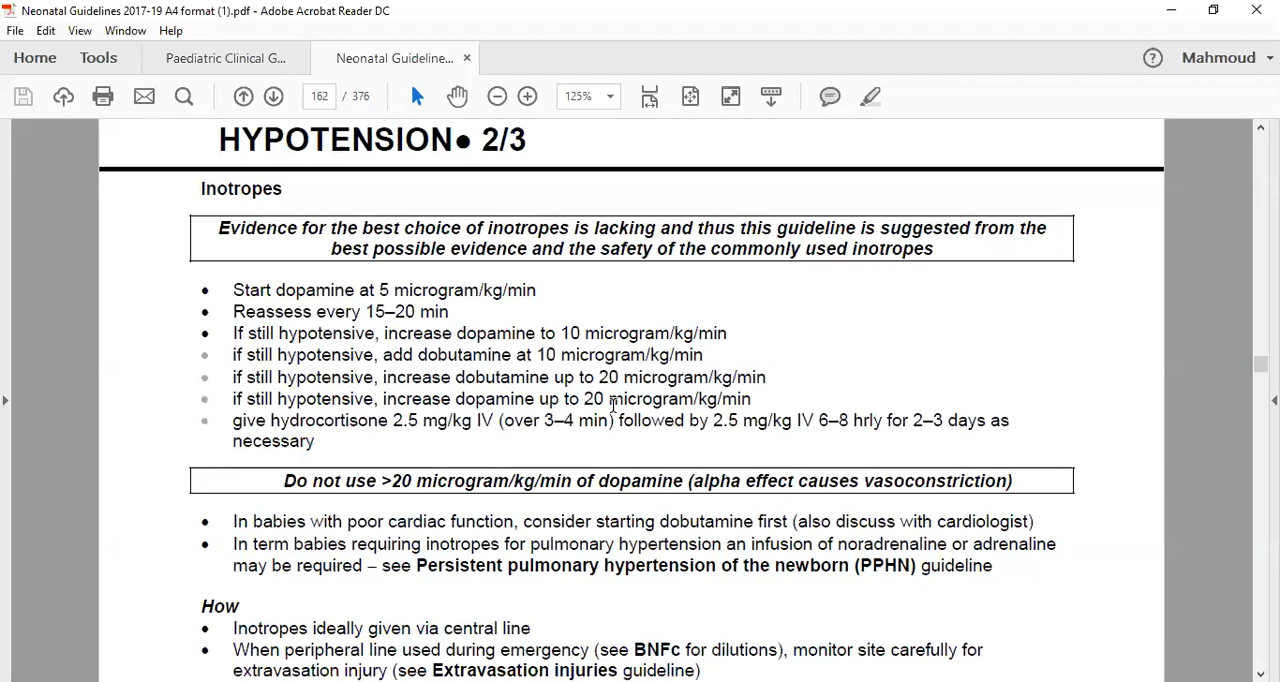 Neonatal Guidelines 2017-19 A4 format (1).pdf - Adobe Acrobat Reader DC
File Edit View Window Help
Home Tools Paediatric Clinical G... Neonatal Guideline... × ? Mahmoud
162 / 376 125%
HYPOTENSION● 2/3
Inotropes
Evidence for the best choice of inotropes is lacking and thus this guideline is suggested from the
best possible evidence and the safety of the commonly used inotropes
• Start dopamine at 5 microgram/kg/min
• Reassess every 15–20 min
• If still hypotensive, increase dopamine to 10 microgram/kg/min
• if still hypotensive, add dobutamine at 10 microgram/kg/min
• if still hypotensive, increase dobutamine up to 20 microgram/kg/min
• if still hypotensive, increase dopamine up to 20 microgram/kg/min
• give hydrocortisone 2.5 mg/kg IV (over 3–4 min) followed by 2.5 mg/kg IV 6–8 hrly for 2–3 days as
necessary
Do not use >20 microgram/kg/min of dopamine (alpha effect causes vasoconstriction)
• In babies with poor cardiac function, consider starting dobutamine first (also discuss with cardiologist)
• In term babies requiring inotropes for pulmonary hypertension an infusion of noradrenaline or adrenaline
may be required – see Persistent pulmonary hypertension of the newborn (PPHN) guideline
How
• Inotropes ideally given via central line
• When peripheral line used during emergency (see BNFc for dilutions), monitor site carefully for
extravasation injury (see Extravasation injuries guideline)